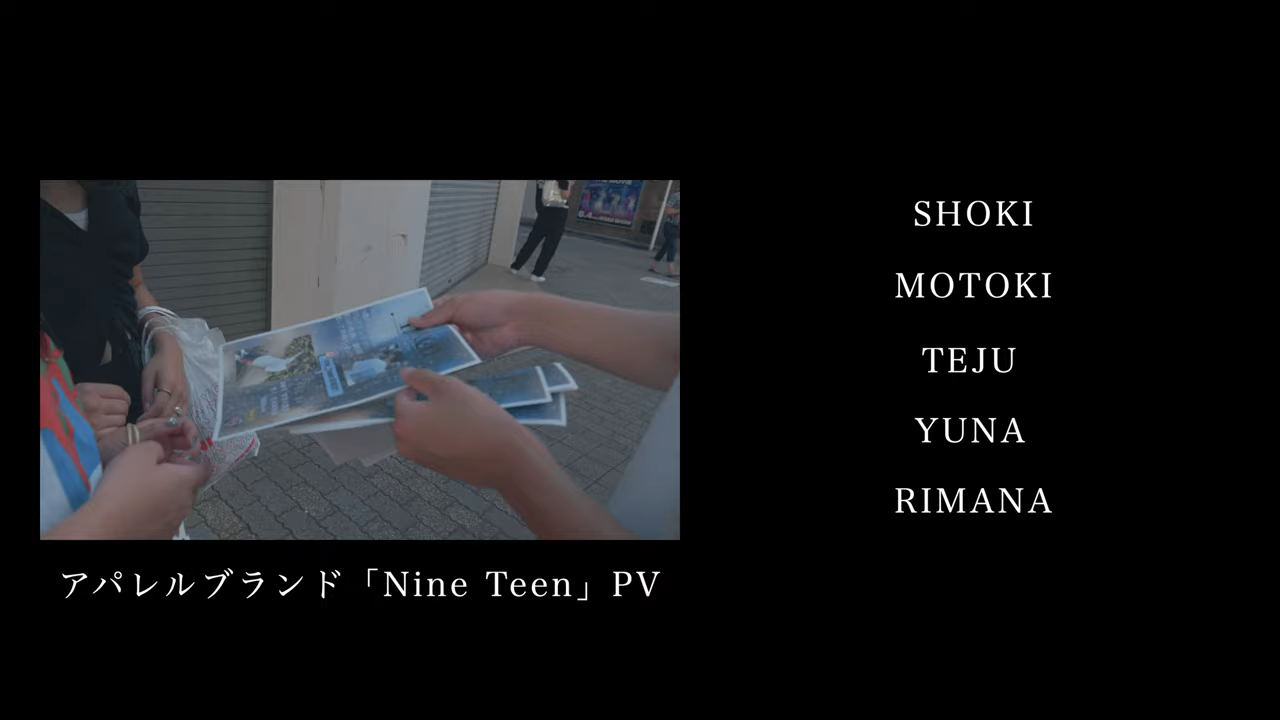 アパレルブランド「Nine Teen」PV
SHOKI
MOTOKI
TEJU
YUNA
RIMANA